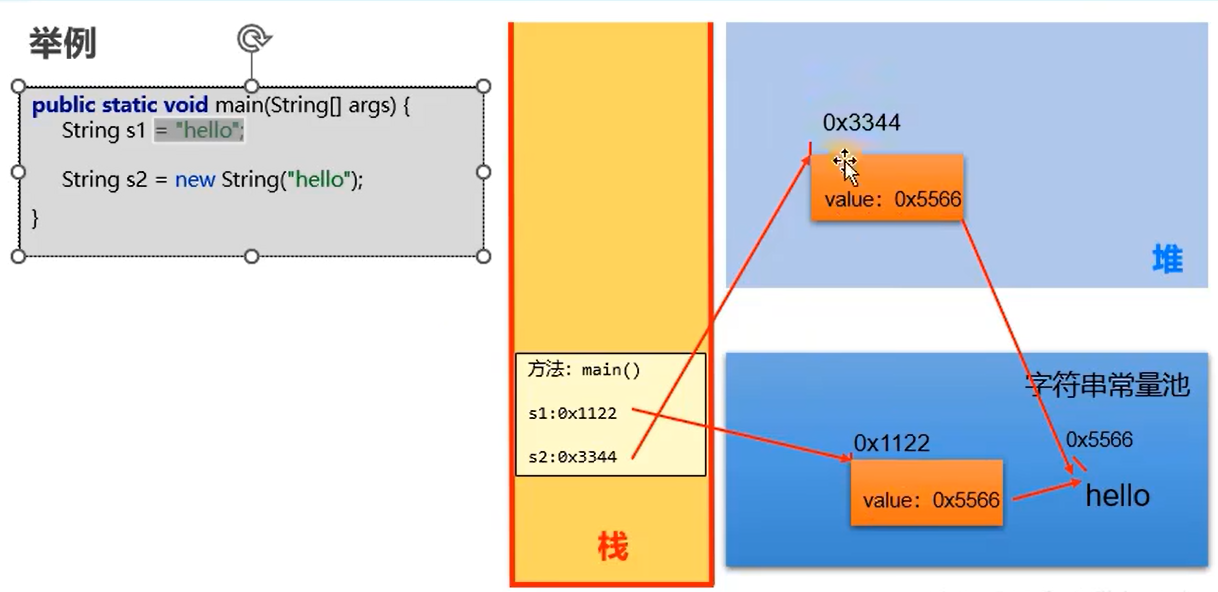 举例
public static void main(String[] args) {
String s1 = "hello";
String s2 = new String("hello");
}
方法：main()
s1:0x1122
s2:0x3344
栈
0x3344
value：0x5566
堆
字符串常量池
0x5566
hello
0x1122
value：0x5566